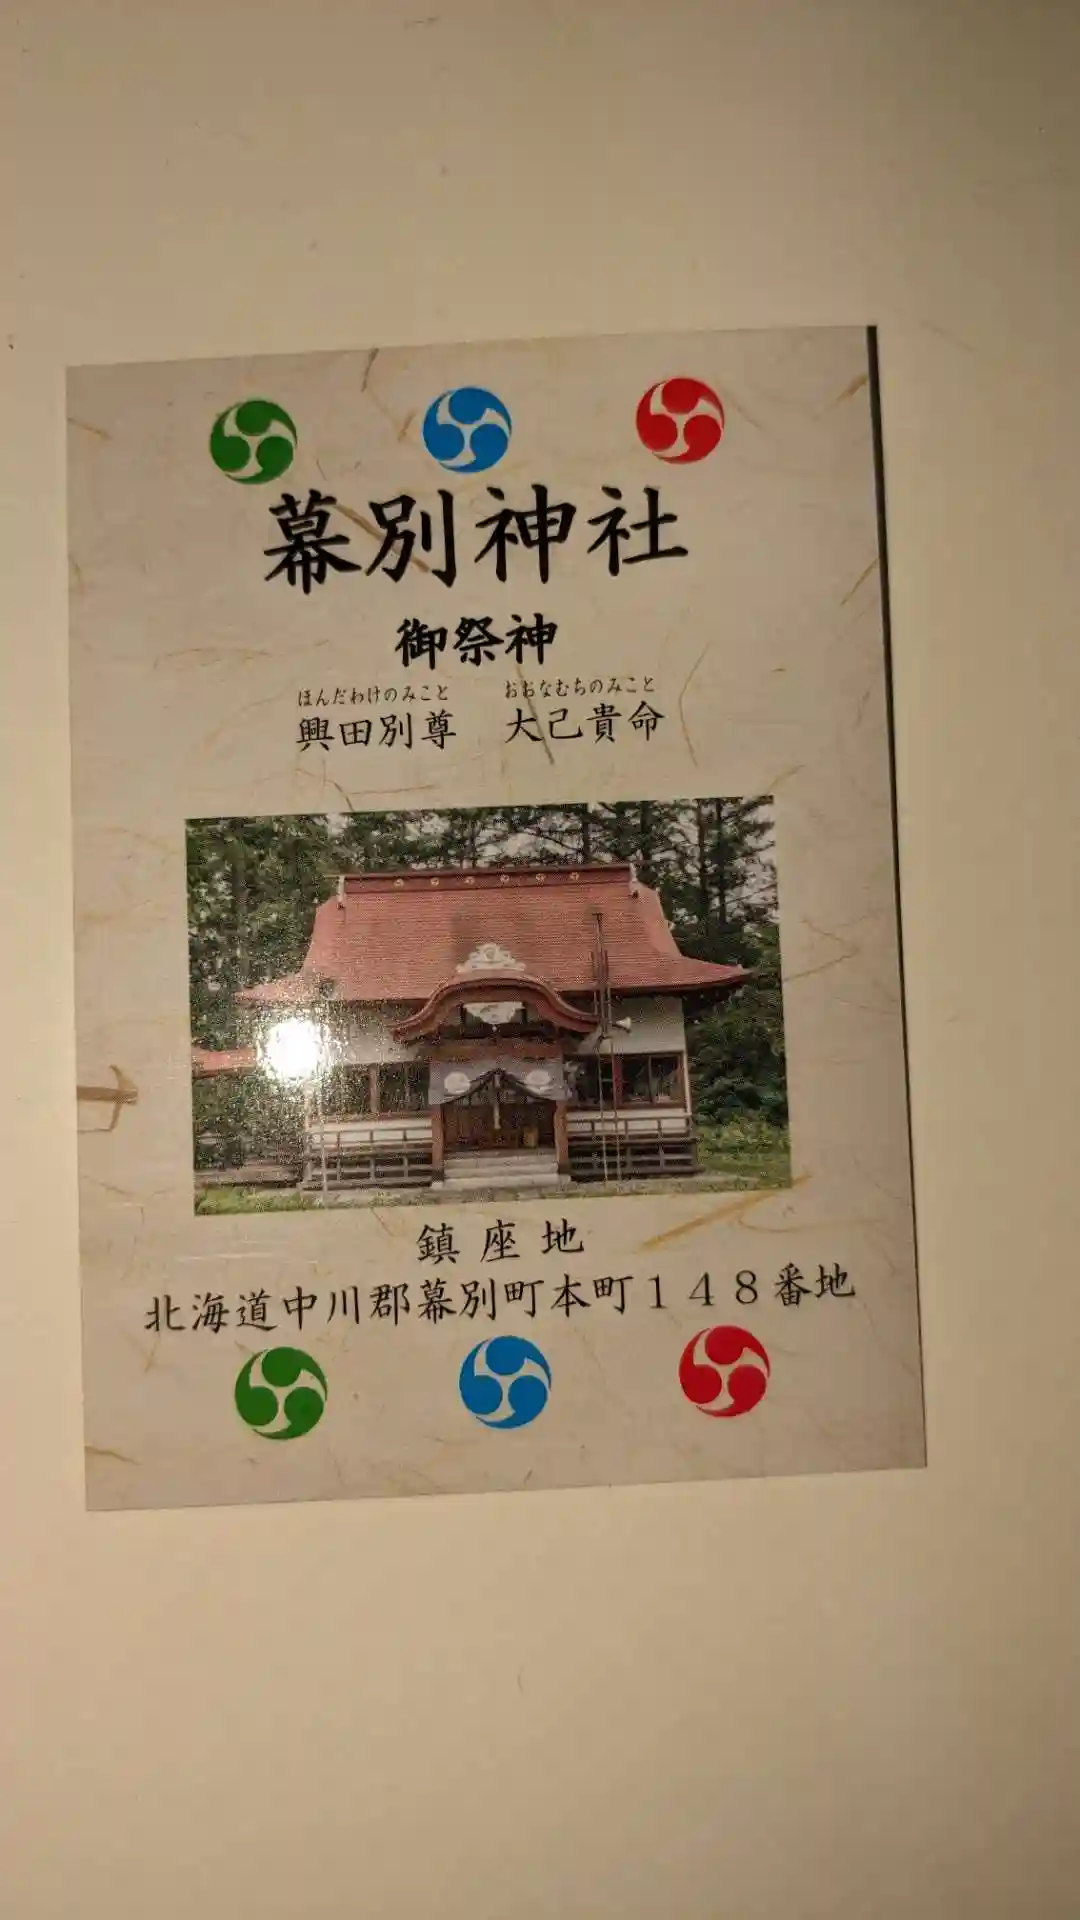 幕別神社
御祭神
ほんだわけのみこと おおなむちのみこと
興田別尊 大己貴命
鎮座地
北海道中川郡幕別町本町148番地